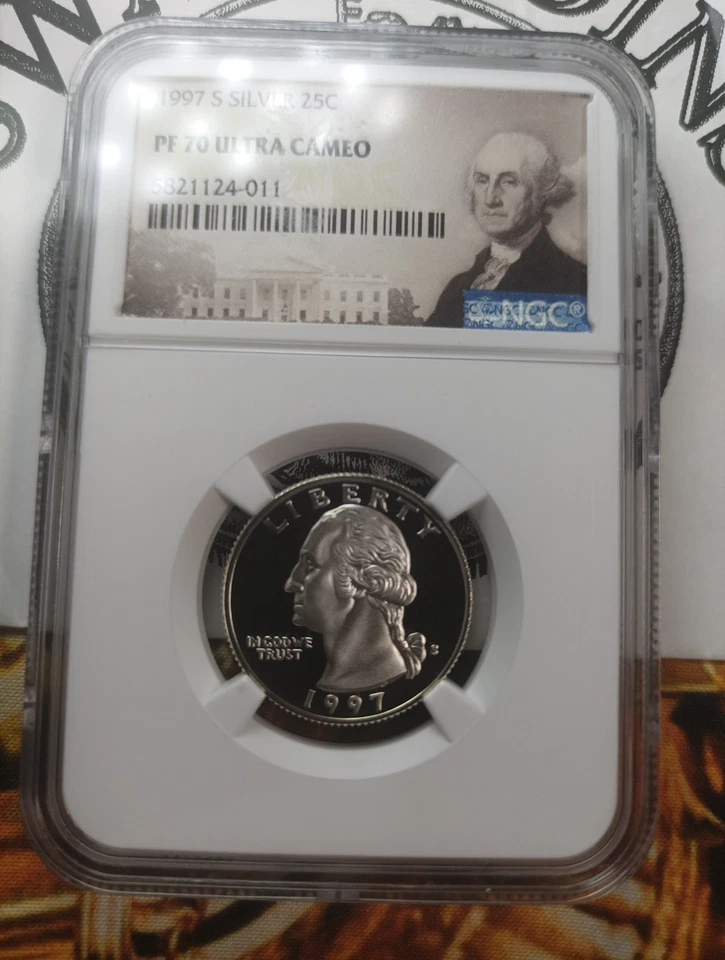 1997 S SILVER 25C
PF 70 ULTRA CAMEO
5821124-011
NGC®
LIBERTY
IN GOD WE
TRUST
S
1997